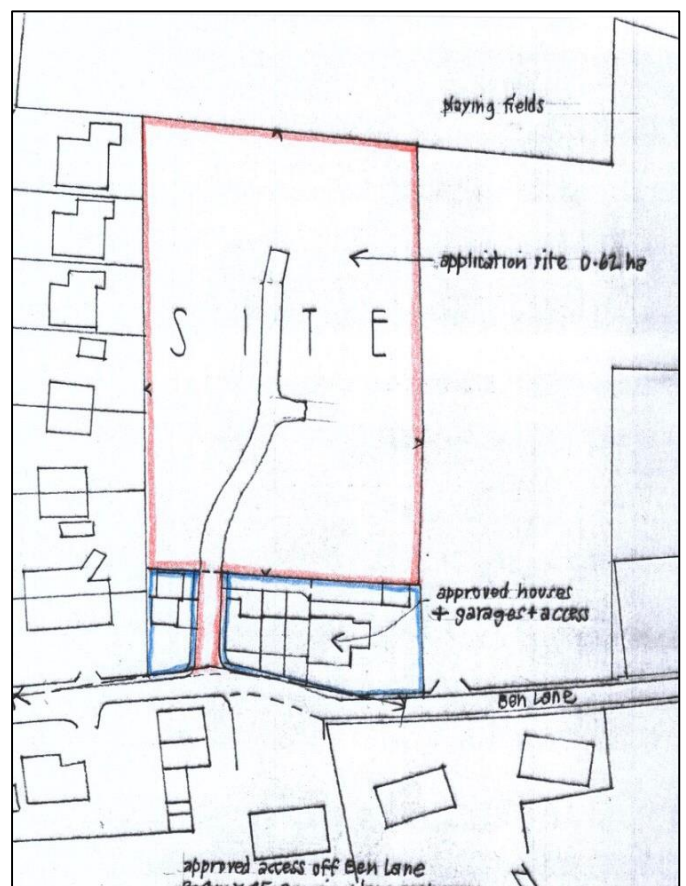 playing fields
application site 0.62 ha
S I T E
approved houses
+ garages + access
Ben Lane
approved access off Ben Lane